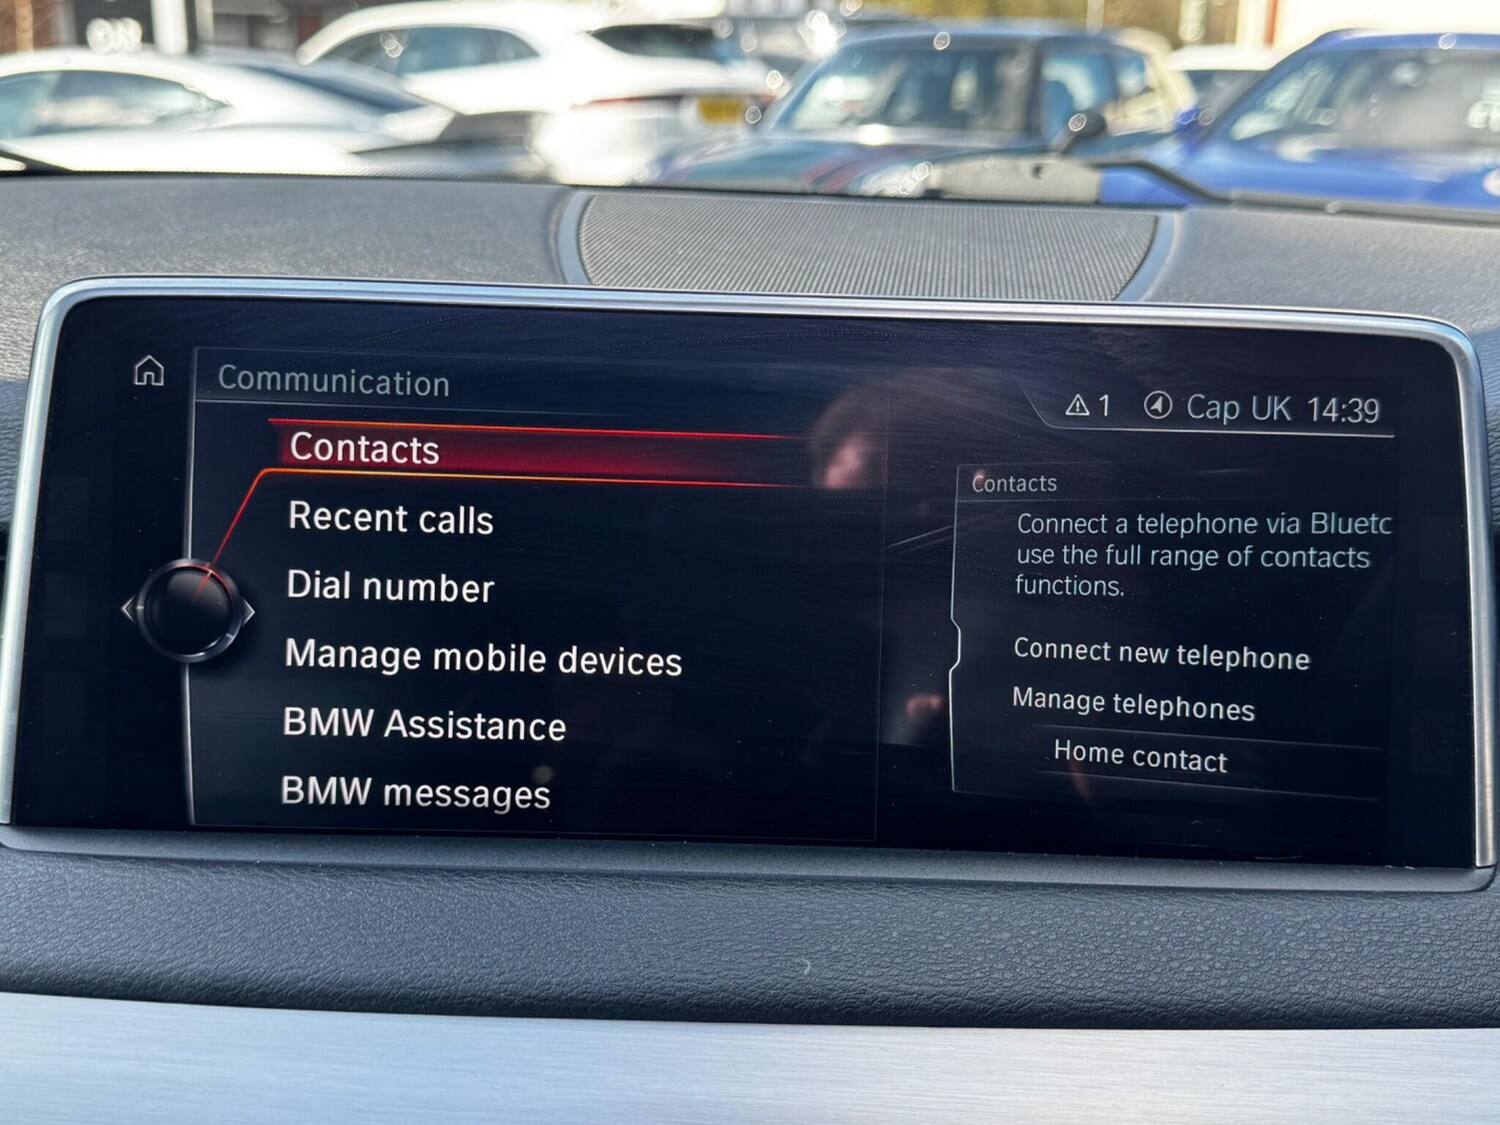 Communication
1 Cap UK 14:39
Contacts
Recent calls
Dial number
Manage mobile devices
BMW Assistance
BMW messages
Contacts
Connect a telephone via Bluetc
use the full range of contacts
functions.
Connect new telephone
Manage telephones
Home contact